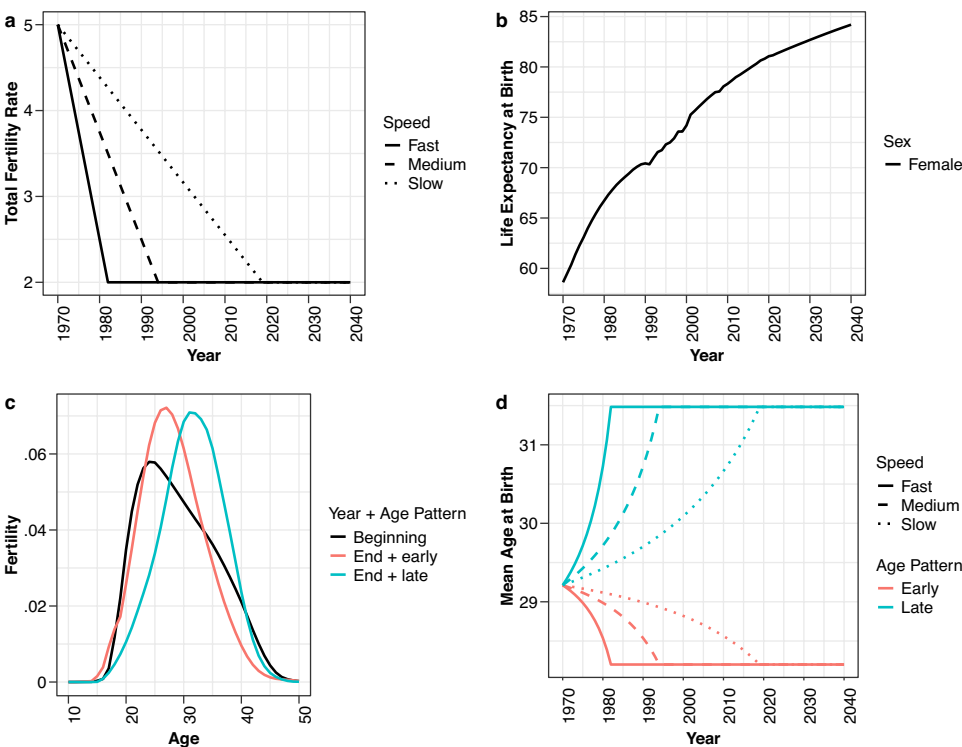 a
5
4
3
2
Total Fertility Rate
1970
1980
1990
2000
2010
2020
2030
2040
Year
Speed
Fast
Medium
Slow
b
85
80
75
70
65
60
Life Expectancy at Birth
1970
1980
1990
2000
2010
2020
2030
2040
Year
Sex
Female
c
.06
.04
.02
0
Fertility
10
20
30
40
50
Age
Year + Age Pattern
Beginning
End + early
End + late
d
31
30
29
Mean Age at Birth
1970
1980
1990
2000
2010
2020
2030
2040
Year
Speed
Fast
Medium
Slow
Age Pattern
Early
Late